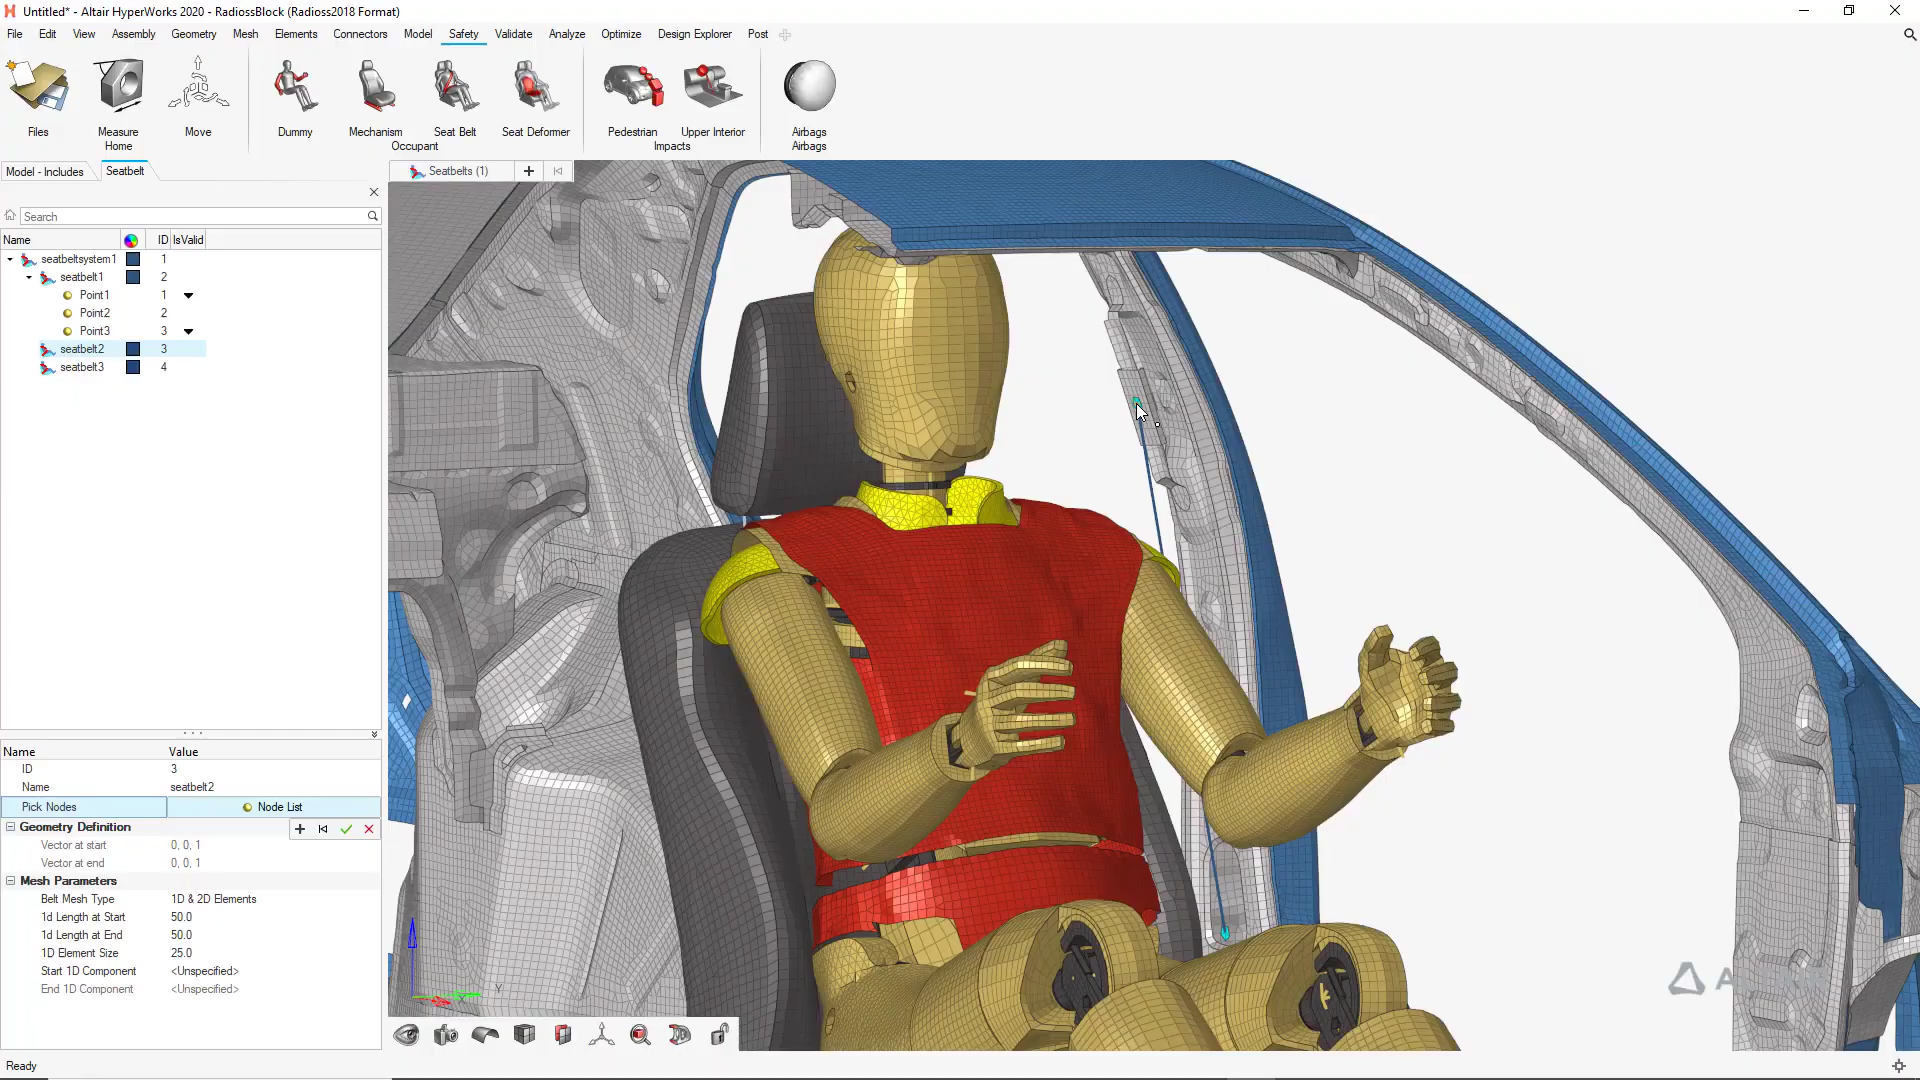 Untitled* - Altair HyperWorks 2020 - RadiossBlock (Radioss2018 Format)
File Edit View Assembly Geometry Mesh Elements Connectors Model Safety Validate Analyze Optimize Design Explorer Post
Files Measure Move Dummy Mechanism Seat Belt Seat Deformer Pedestrian Upper Interior Airbags
Home Occupant Impacts Airbags
Model - Includes Seatbelt Seatbelts (1)
Search
Name ID IsValid
seatbeltsystem1 1
seatbelt1 2
Point1 1
Point2 2
Point3 3
seatbelt2 3
seatbelt3 4
Name Value
ID 3
Name seatbelt2
Pick Nodes Node List
Geometry Definition
Vector at start 0, 0, 1
Vector at end 0, 0, 1
Mesh Parameters
Belt Mesh Type 1D & 2D Elements
1d Length at Start 50.0
1d Length at End 50.0
1D Element Size 25.0
Start 1D Component <Unspecified>
End 1D Component <Unspecified>
Y
Ready